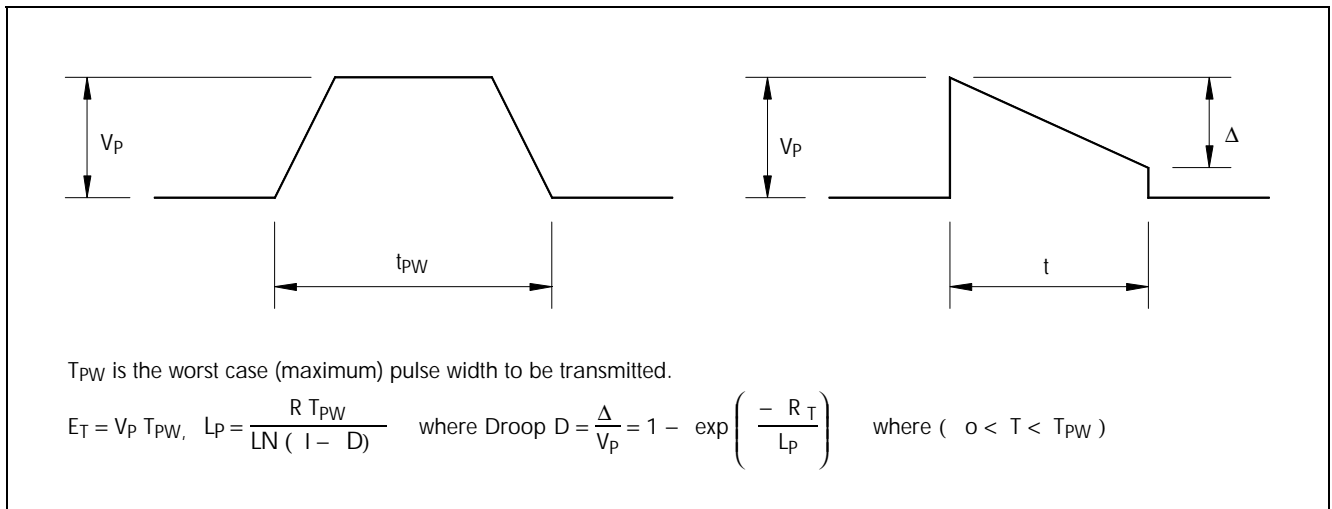 VP
tPW
VP
Δ
t
TPW is the worst case (maximum) pulse width to be transmitted.
ET = VP TPW, LP = R TPW / LN ( I – D) where Droop D = Δ / VP = 1 – exp ( – R T / LP ) where ( o < T < TPW )